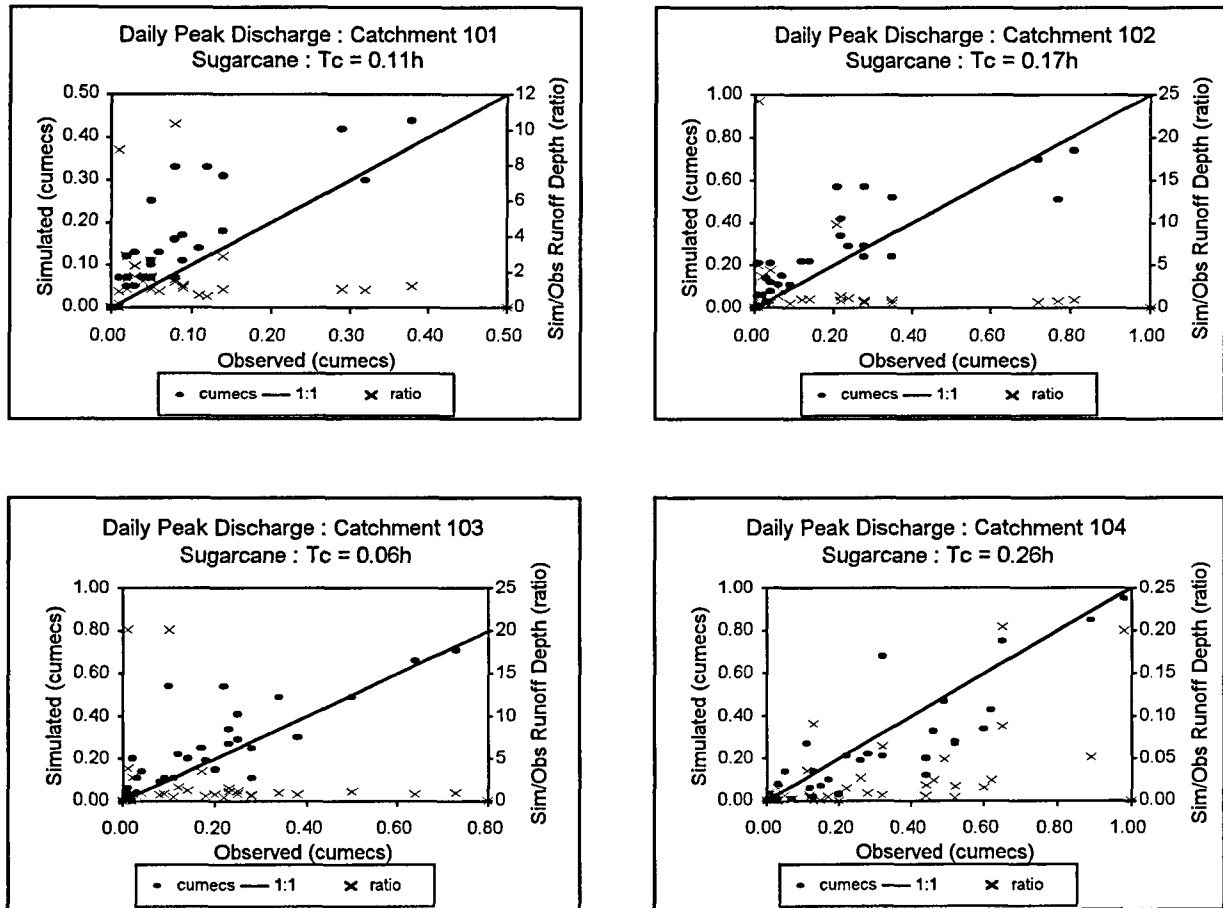 Daily Peak Discharge : Catchment 101
Sugarcane : Tc = 0.11h
Simulated (cumecs)
0.50
0.40
0.30
0.20
0.10
0.00
0.00
0.10
0.20
0.30
0.40
0.50
Observed (cumecs)
12
10
8
6
4
2
0
Sim/Obs Runoff Depth (ratio)
cumecs
1:1
ratio
Daily Peak Discharge : Catchment 102
Sugarcane : Tc = 0.17h
Simulated (cumecs)
1.00
0.80
0.60
0.40
0.20
0.00
0.00
0.20
0.40
0.60
0.80
1.00
Observed (cumecs)
25
20
15
10
5
0
Sim/Obs Runoff Depth (ratio)
cumecs
1:1
ratio
Daily Peak Discharge : Catchment 103
Sugarcane : Tc = 0.06h
Simulated (cumecs)
1.00
0.80
0.60
0.40
0.20
0.00
0.00
0.20
0.40
0.60
0.80
Observed (cumecs)
25
20
15
10
5
0
Sim/Obs Runoff Depth (ratio)
cumecs
1:1
ratio
Daily Peak Discharge : Catchment 104
Sugarcane : Tc = 0.26h
Simulated (cumecs)
1.00
0.80
0.60
0.40
0.20
0.00
0.00
0.20
0.40
0.60
0.80
1.00
Observed (cumecs)
0.25
0.20
0.15
0.10
0.05
0.00
Sim/Obs Runoff Depth (ratio)
cumecs
1:1
ratio